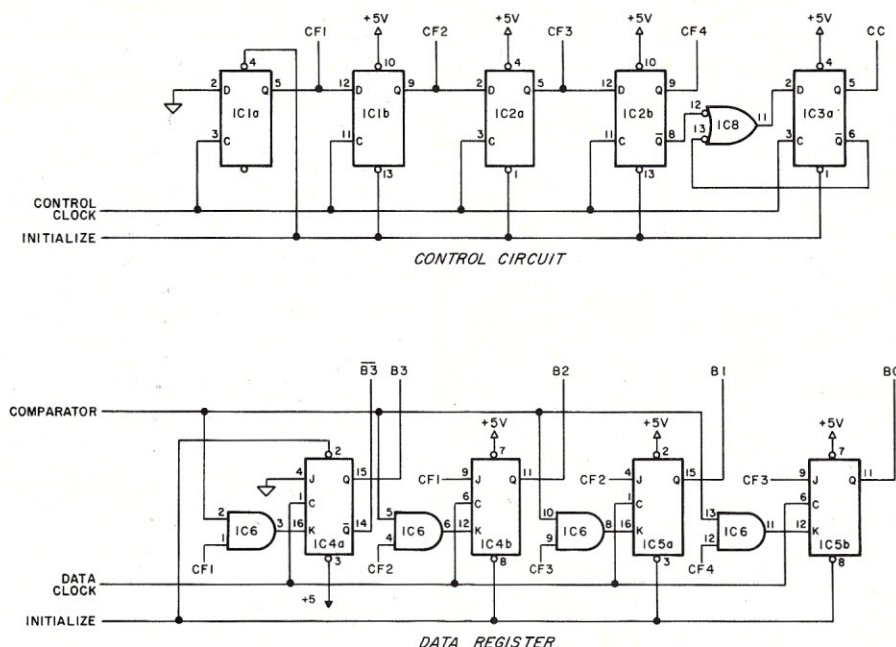 +5V +5V +5V +5V
CF1 CF2 CF3 CF4 CC
4 10 4 10 4
2 D Q 5 12 D Q 9 2 D Q 5 12 D Q 9 2 D Q 5
IC1a IC1b IC2a IC2b 12 IC8 11 IC3a
3 C 11 C 3 C 11 C Q̅ 8 13 3 C Q̅ 6
13 1 13 1
CONTROL
CLOCK
INITIALIZE
CONTROL CIRCUIT
B̅3̅ B3 B2 B1 B0
COMPARATOR
+5V +5V +5V
2 7 2 7
4 J Q 15 CF1 9 J Q 11 CF2 4 J Q 15 CF3 9 J Q 11
1 C 6 C 1 C 6 C
2 IC6 3 16 K Q̅ 14 5 IC6 6 12 K 10 IC6 8 16 K 13 IC6 11 12 K
1 IC4a 4 IC4b 9 IC5a 12 IC5b
CF1 3 CF2 8 CF3 3 CF4 8
DATA
CLOCK
+5
INITIALIZE
DATA REGISTER